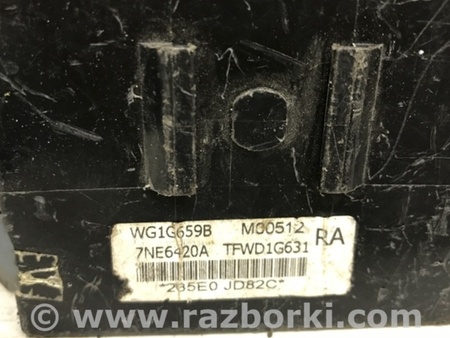 WG1G659B M00512
7NE6420A TFWD1G631 RA
*285E0 JD82C*
www.razborki.com